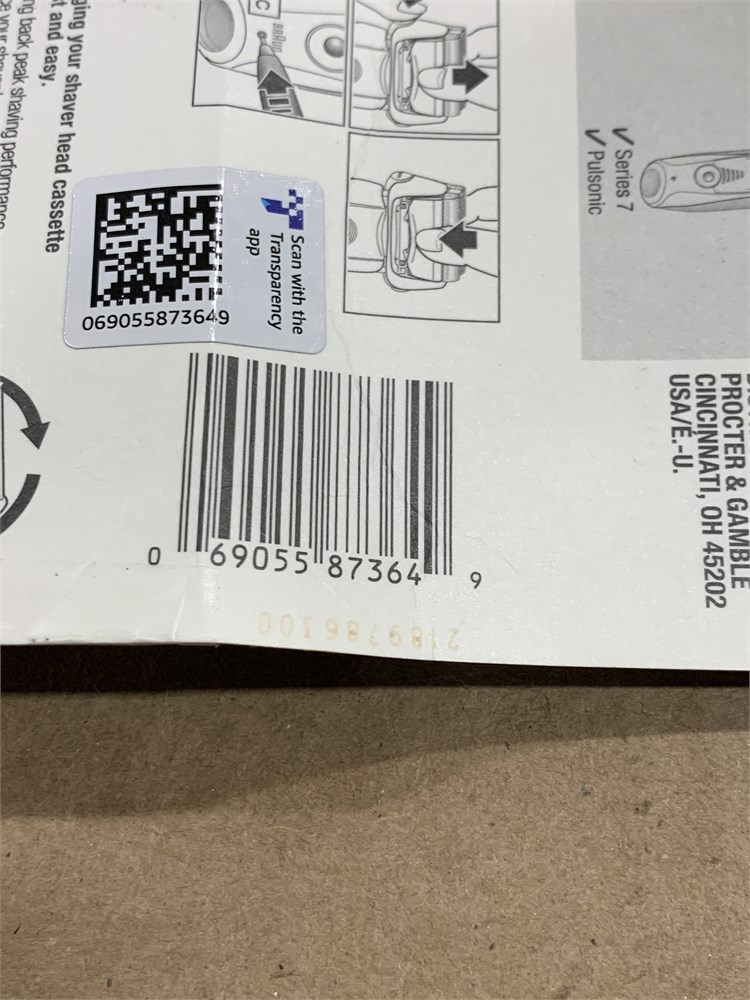 ging your shaver head cassette
t and easy.
ng back peak shaving performance
C
BRAUN
Series 7
Pulsonic
Scan with the
Transparency
app
069055873649
PROCTER & GAMBLE
CINCINNATI, OH 45202
USA/É.-U.
0 69055 87364 9